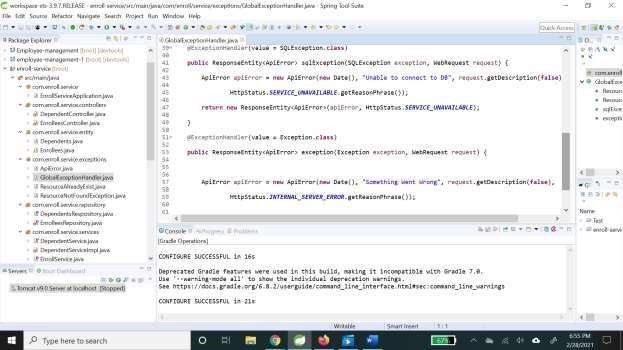 workspace sts-3.9.7.RELEASE - enroll-service/src/main/java/com/enroll/service/exceptions/GlobalExceptionHandler.java - Spring Tool Suite
File Edit Source Refactor Navigate Search Project Run Window Help
Quick Access
Package Explorer
Employee-management [boot] [devtools]
Employee-management-1 [boot] [devtools]
enroll-service [boot]
src/main/java
com.enroll.service
EnrollServiceApplication.java
com.enroll.service.controllers
DependentController.java
EnrolleesController.java
com.enroll.service.entity
Dependents.java
Enrollees.java
com.enroll.service.exceptions
ApiError.java
GlobalExceptionHandler.java
ResourceAlreadyExist.java
ResourceNotFoundException.java
com.enroll.service.repository
DependentsRespository.java
EnrolleesRespository.java
com.enroll.service.services
DependentService.java
DependentServiceImpl.java
EnrollService.java
Servers
Boot Dashboard
Tomcat v9.0 Server at localhost [Stopped]
GlobalExceptionHandler.java
39 @ExceptionHandler(value = SQLException.class)
40
41 public ResponseEntity<ApiError> sqlException(SQLException exception, WebRequest request) {
42
43 ApiError apiError = new ApiError(new Date(), "Unable to connect to DB", request.getDescription(false)
44
45 HttpStatus.SERVICE_UNAVAILABLE.getReasonPhrase());
46
47 return new ResponseEntity<ApiError>(apiError, HttpStatus.SERVICE_UNAVAILABLE);
48
49 }
50
51 @ExceptionHandler(value = Exception.class)
52
53 public ResponseEntity<ApiError> exception(Exception exception, WebRequest request) {
54
55
56
57 ApiError apiError = new ApiError(new Date(), "Something Went Wrong", request.getDescription(false),
58
59 HttpStatus.INTERNAL_SERVER_ERROR.getReasonPhrase());
60
61
Console Progress Problems
[Gradle Operations]
CONFIGURE SUCCESSFUL in 16s
Deprecated Gradle features were used in this build, making it incompatible with Gradle 7.0.
Use '--warning-mode all' to show the individual deprecation warnings.
See https://docs.gradle.org/6.8.2/userguide/command_line_interface.html#sec:command_line_warnings
CONFIGURE SUCCESSFUL in 21s
com.enroll
GlobalExce
Resour
Resour
sqlExce
excepti
Name
Test
enroll-servi
Writable
Smart Insert
1 : 1
Type here to search
67%
6:55 PM
2/28/2021